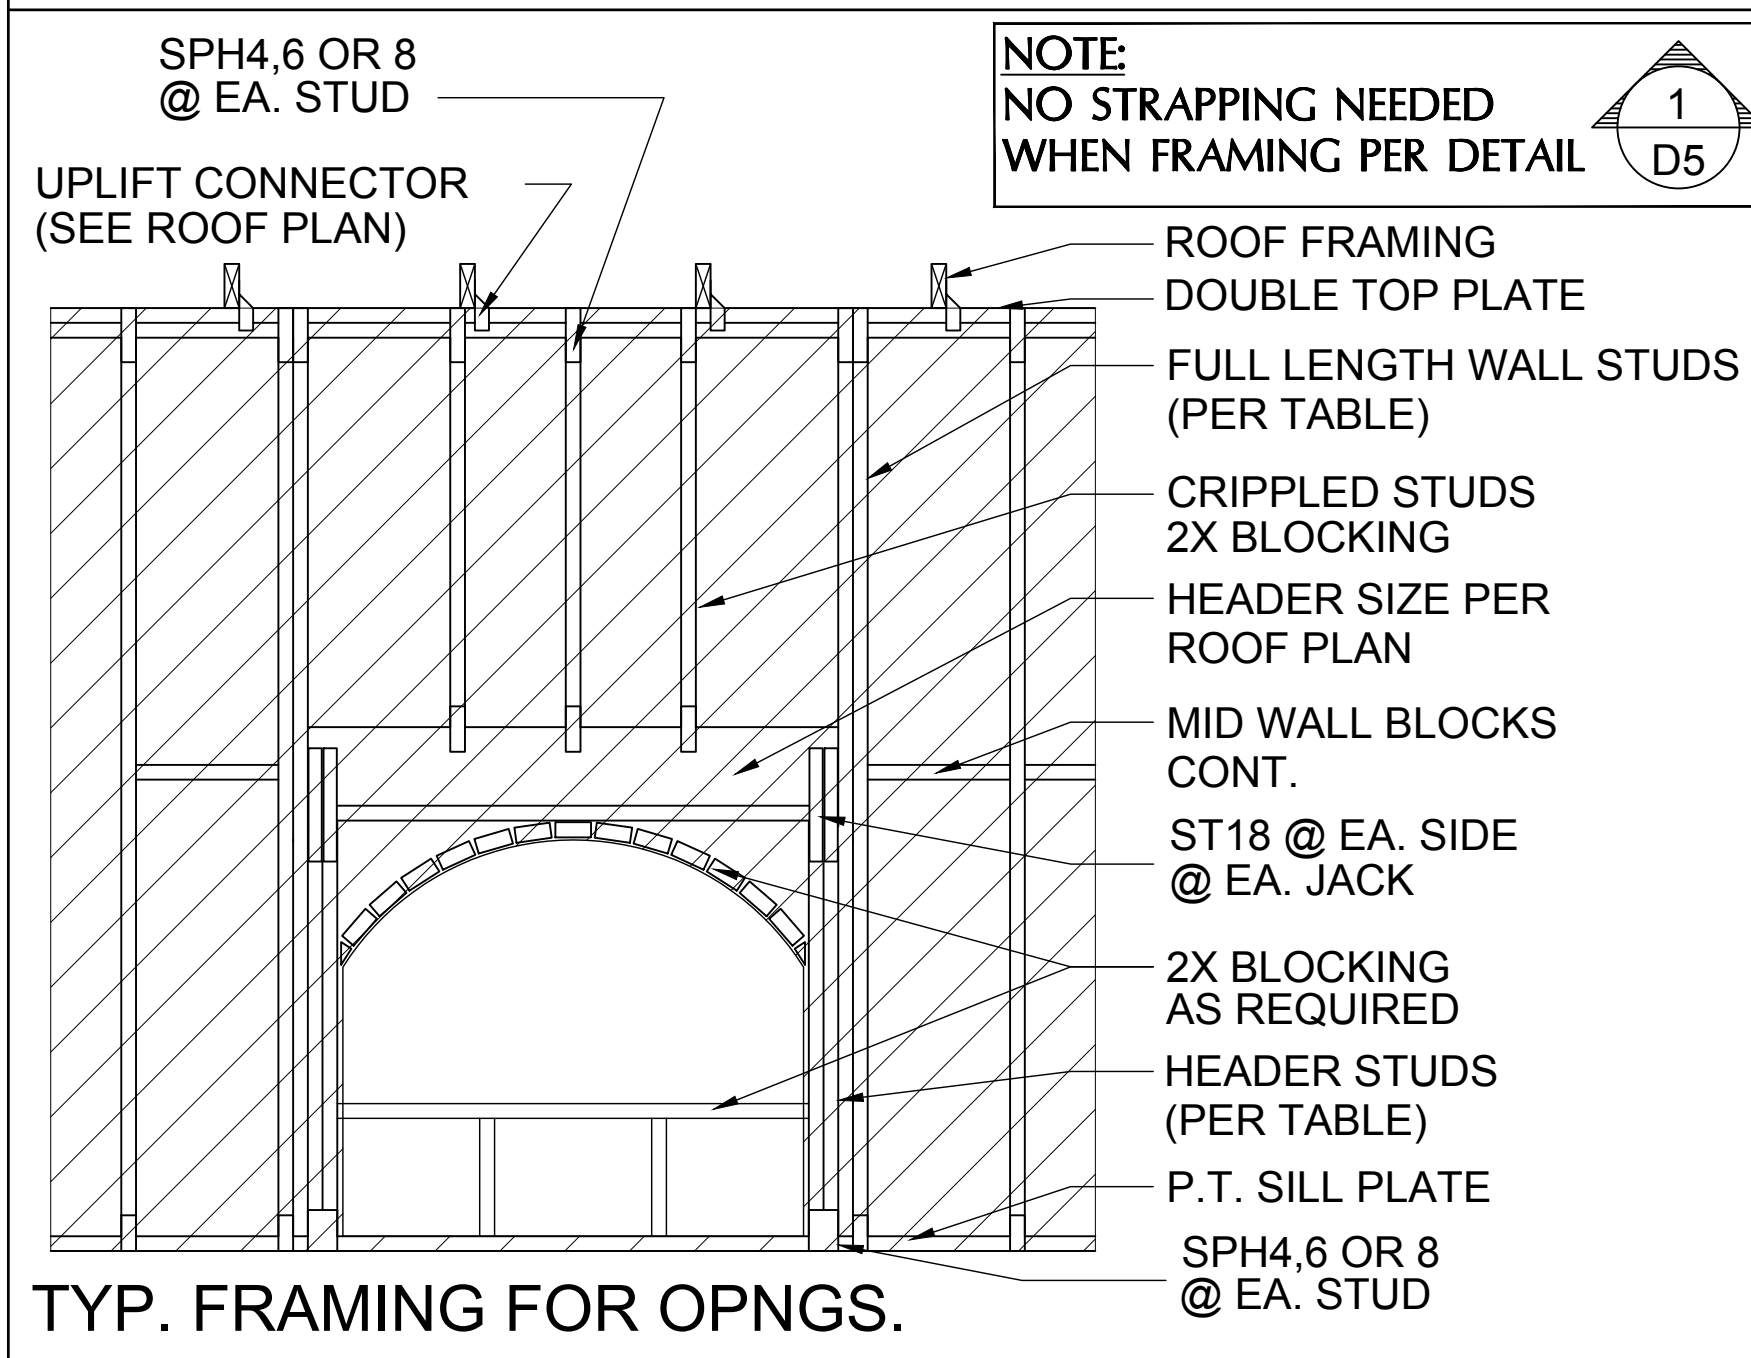 SPH4,6 OR 8
@ EA. STUD
UPLIFT CONNECTOR
(SEE ROOF PLAN)
NOTE:
NO STRAPPING NEEDED
WHEN FRAMING PER DETAIL
1
D5
ROOF FRAMING
DOUBLE TOP PLATE
FULL LENGTH WALL STUDS
(PER TABLE)
CRIPPLED STUDS
2X BLOCKING
HEADER SIZE PER
ROOF PLAN
MID WALL BLOCKS
CONT.
ST18 @ EA. SIDE
@ EA. JACK
2X BLOCKING
AS REQUIRED
HEADER STUDS
(PER TABLE)
P.T. SILL PLATE
SPH4,6 OR 8
@ EA. STUD
TYP. FRAMING FOR OPNGS.